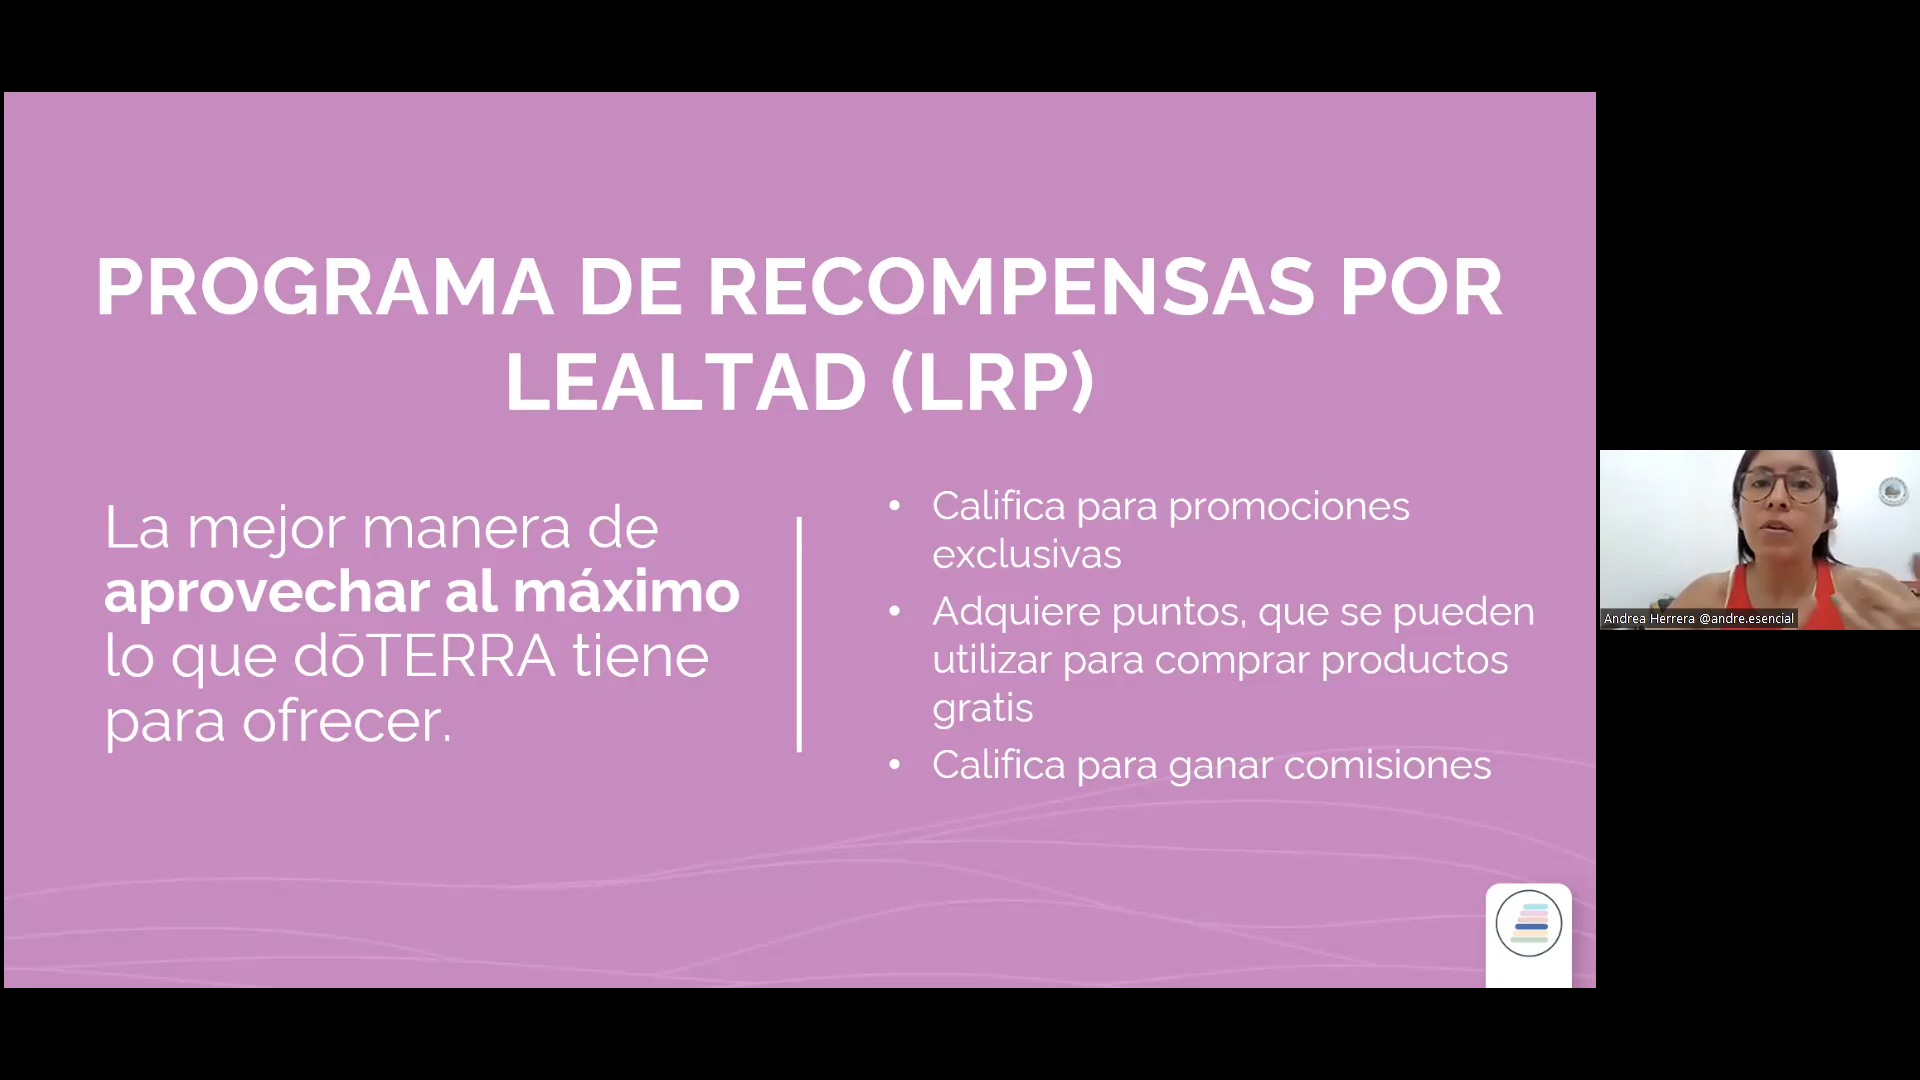 PROGRAMA DE RECOMPENSAS POR
LEALTAD (LRP)
La mejor manera de
aprovechar al máximo
lo que dōTERRA tiene
para ofrecer.
• Califica para promociones
exclusivas
• Adquiere puntos, que se pueden
utilizar para comprar productos
gratis
• Califica para ganar comisiones
Andrea Herrera @andre.esencial